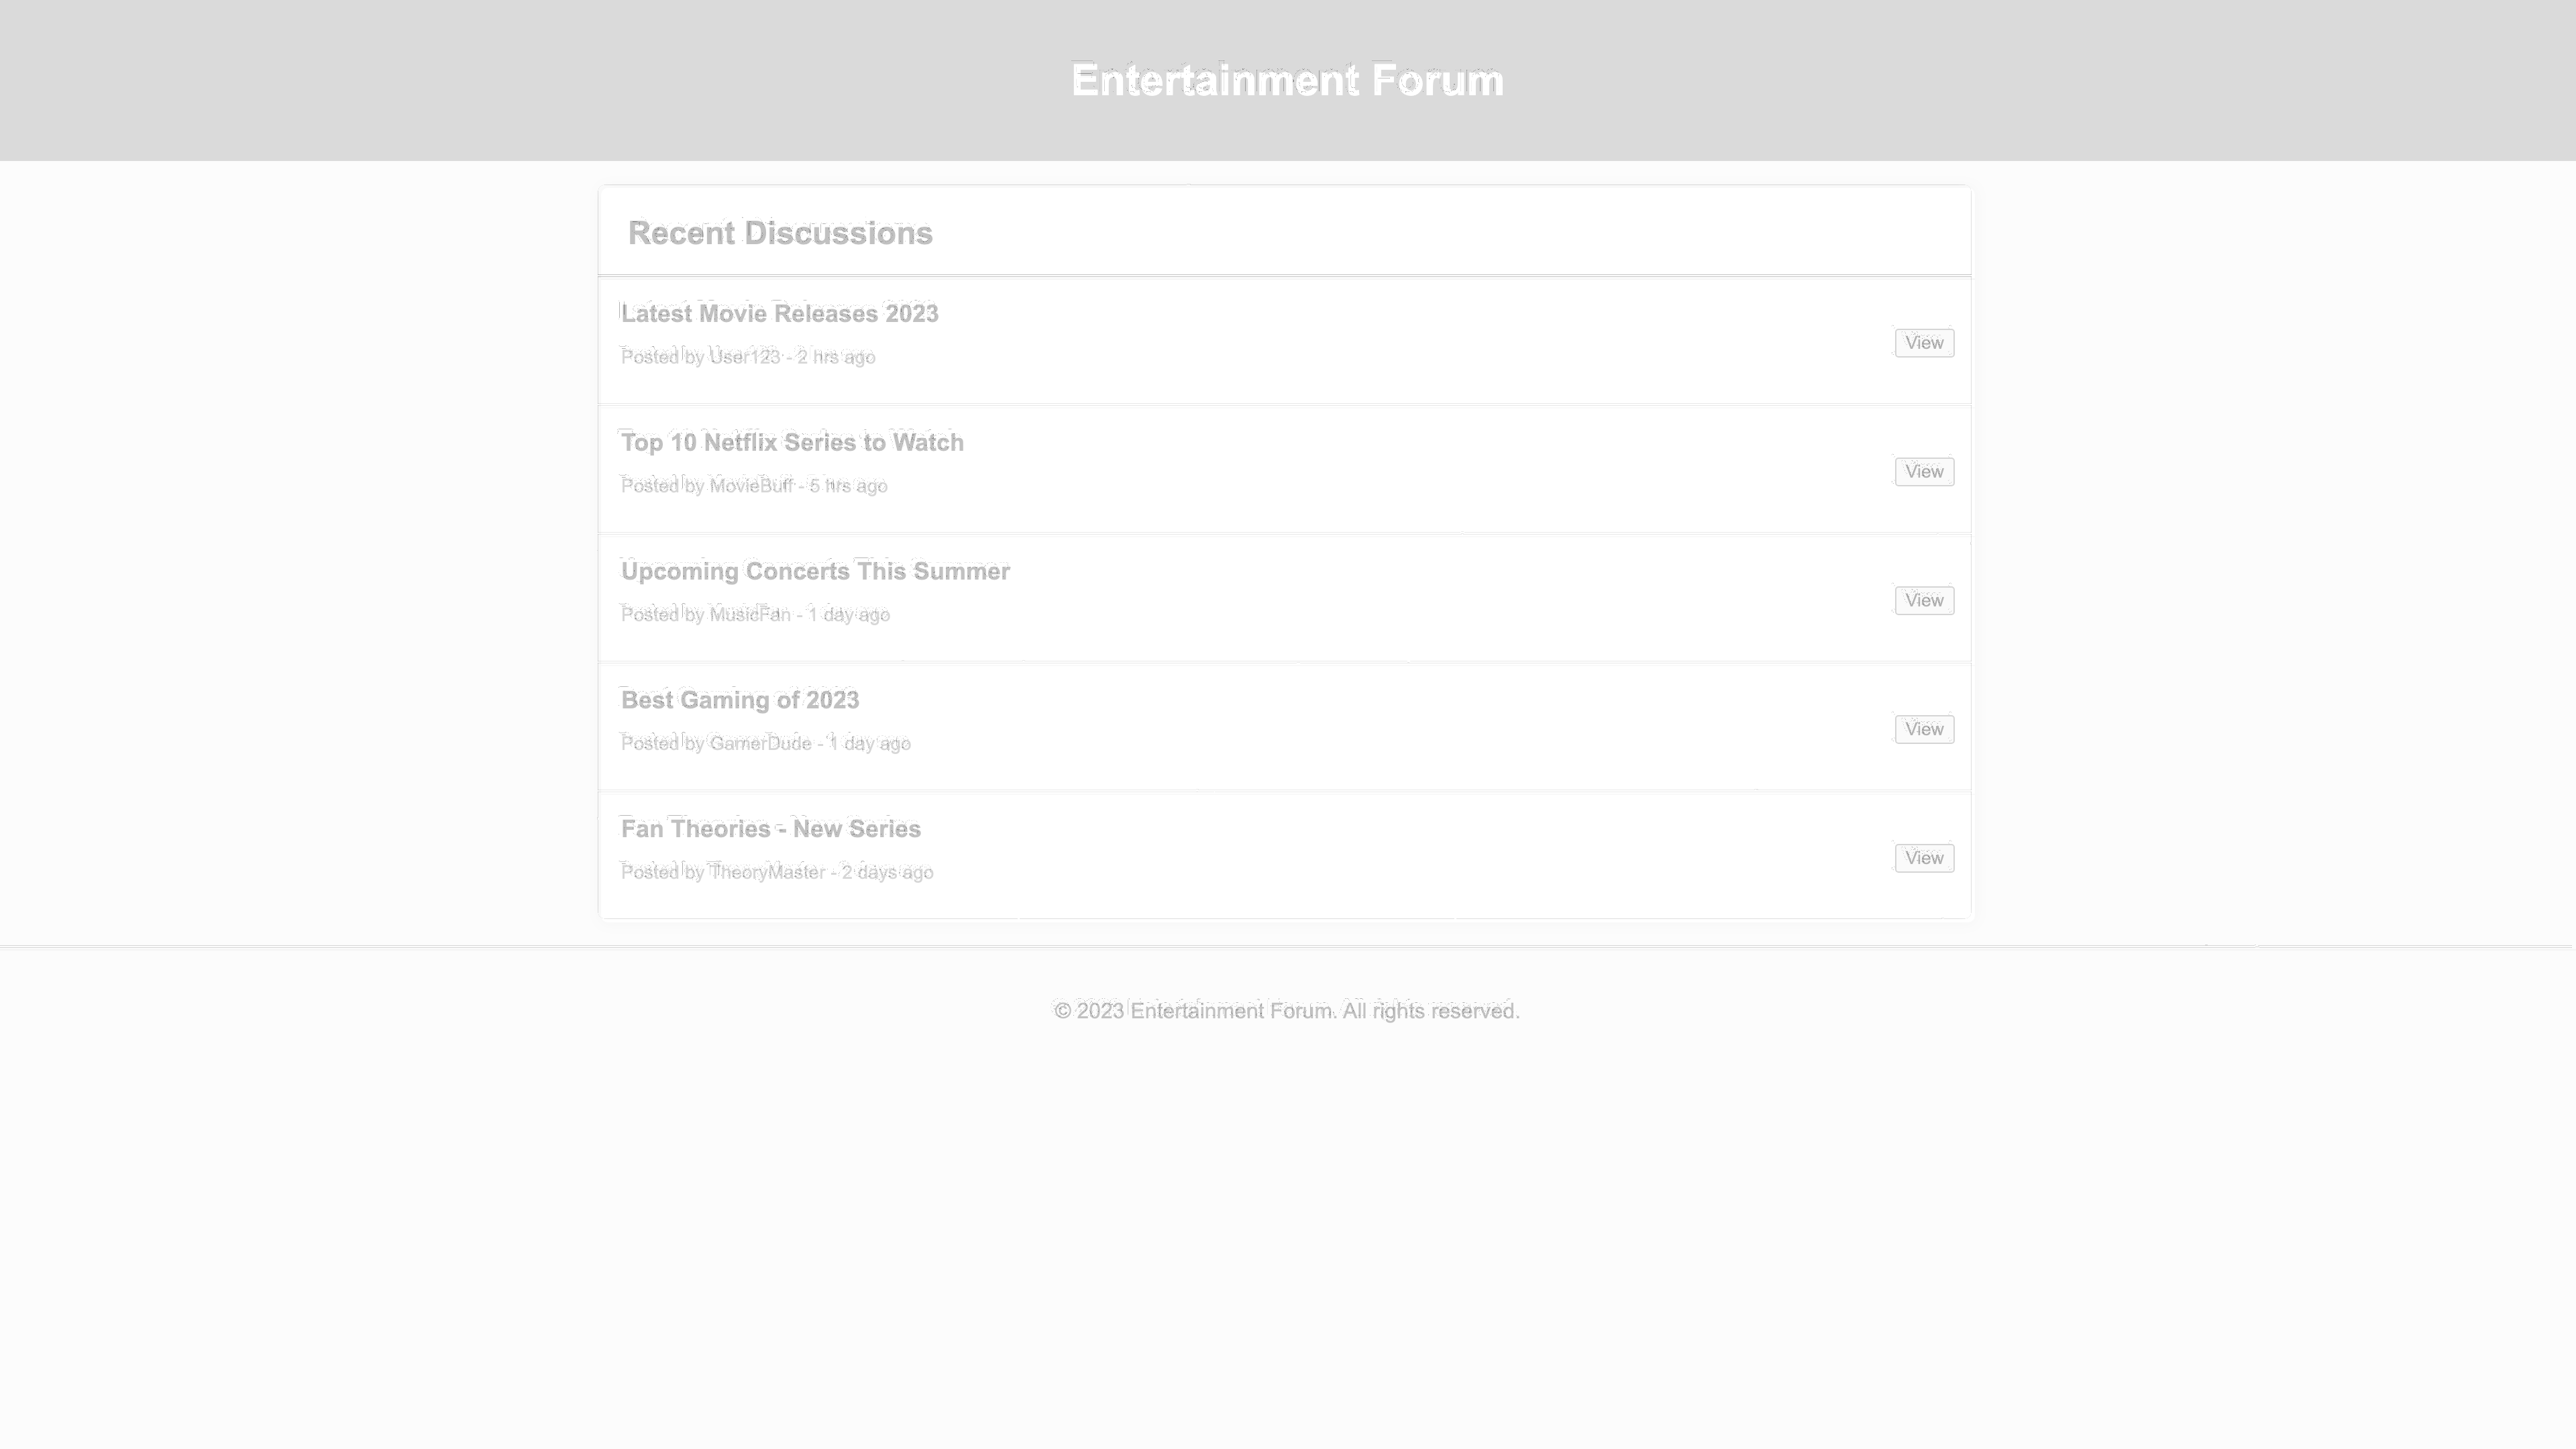 Entertainment Forum
Recent Discussions
Latest Movie Releases 2023
Posted by User123 - 2 hrs ago
View
Top 10 Netflix Series to Watch
Posted by MovieBuff - 5 hrs ago
View
Upcoming Concerts This Summer
Posted by MusicFan - 1 day ago
View
Best Gaming of 2023
Posted by GamerDude - 1 day ago
View
Fan Theories - New Series
Posted by TheoryMaster - 2 days ago
View
© 2023 Entertainment Forum. All rights reserved.